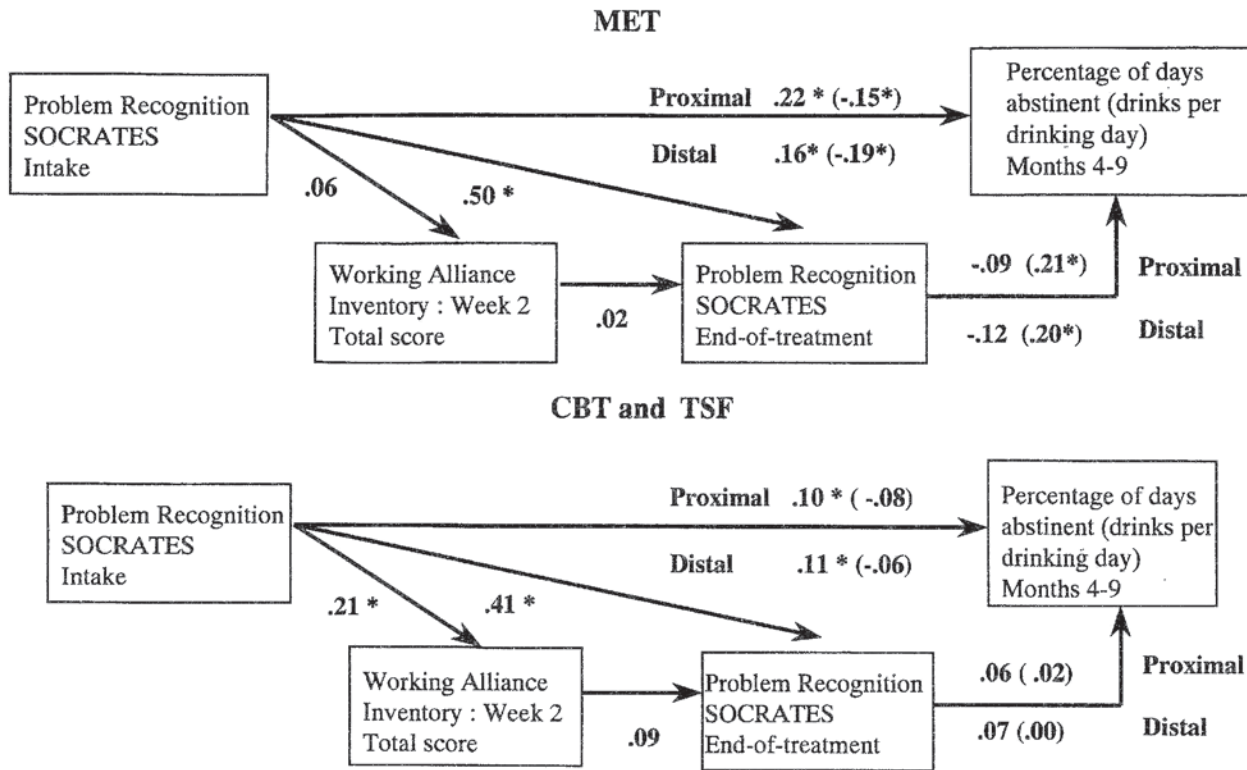 MET
Problem Recognition
SOCRATES
Intake
Proximal .22 * (-.15*)
Distal .16* (-.19*)
Percentage of days
abstinent (drinks per
drinking day)
Months 4-9
.06
.50 *
Working Alliance
Inventory : Week 2
Total score
.02
Problem Recognition
SOCRATES
End-of-treatment
-.09 (.21*) Proximal
-.12 (.20*) Distal
CBT and TSF
Problem Recognition
SOCRATES
Intake
Proximal .10 * ( -.08)
Distal .11 * (-.06)
Percentage of days
abstinent (drinks per
drinking day)
Months 4-9
.21 *
.41 *
Working Alliance
Inventory : Week 2
Total score
.09
Problem Recognition
SOCRATES
End-of-treatment
.06 ( .02) Proximal
.07 (.00) Distal